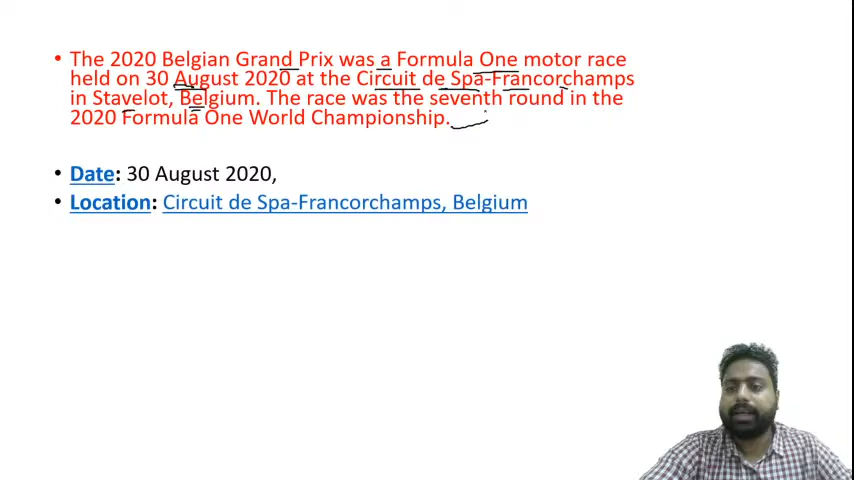 • The 2020 Belgian Grand Prix was a Formula One motor race
held on 30 August 2020 at the Circuit de Spa-Francorchamps
in Stavelot, Belgium. The race was the seventh round in the
2020 Formula One World Championship.
• Date: 30 August 2020,
• Location: Circuit de Spa-Francorchamps, Belgium